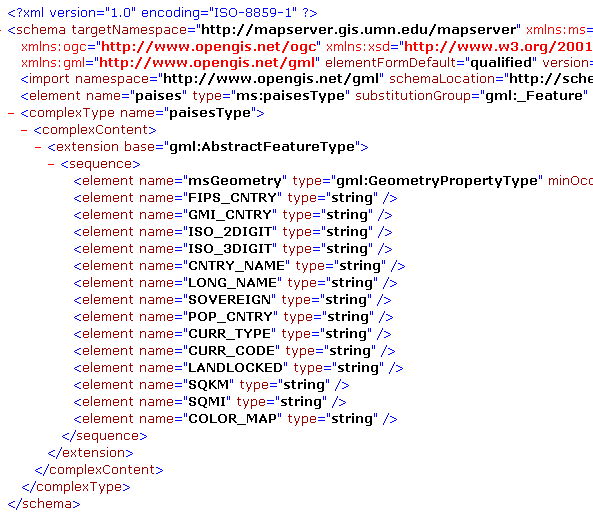 <?xml version="1.0" encoding="ISO-8859-1" ?>
- <schema targetNamespace="http://mapserver.gis.umn.edu/mapserver" xmlns:ms=
xmlns:ogc="http://www.opengis.net/ogc" xmlns:xsd="http://www.w3.org/2001
xmlns:gml="http://www.opengis.net/gml" elementFormDefault="qualified" version=
<import namespace="http://www.opengis.net/gml" schemaLocation="http://sche
<element name="paises" type="ms:paisesType" substitutionGroup="gml:_Feature"
- <complexType name="paisesType">
- <complexContent>
- <extension base="gml:AbstractFeatureType">
- <sequence>
<element name="msGeometry" type="gml:GeometryPropertyType" minOcc
<element name="FIPS_CNTRY" type="string" />
<element name="GMI_CNTRY" type="string" />
<element name="ISO_2DIGIT" type="string" />
<element name="ISO_3DIGIT" type="string" />
<element name="CNTRY_NAME" type="string" />
<element name="LONG_NAME" type="string" />
<element name="SOVEREIGN" type="string" />
<element name="POP_CNTRY" type="string" />
<element name="CURR_TYPE" type="string" />
<element name="CURR_CODE" type="string" />
<element name="LANDLOCKED" type="string" />
<element name="SQKM" type="string" />
<element name="SQMI" type="string" />
<element name="COLOR_MAP" type="string" />
</sequence>
</extension>
</complexContent>
</complexType>
</schema>